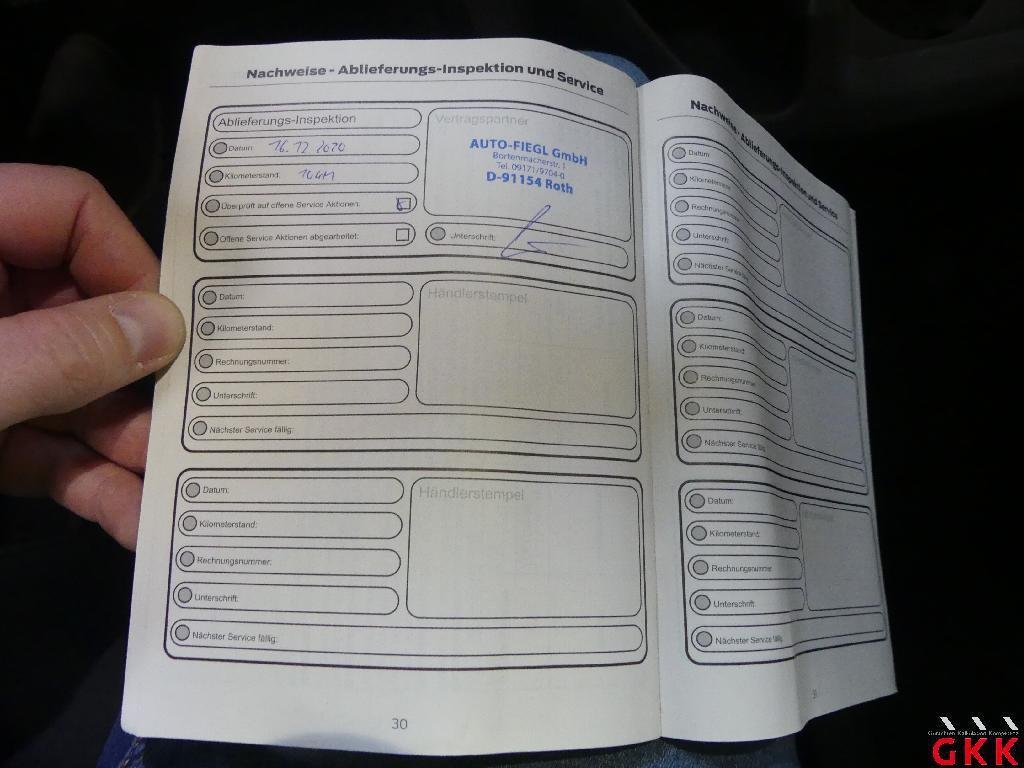 Nachweise - Ablieferungs-Inspektion und Service
Ablieferungs-Inspektion
Datum: 16.12.2020
Kilometerstand:
Überprüft auf offene Service Aktionen:
Offene Service Aktionen abgearbeitet:
Vertragspartner
AUTO-FIEGL GmbH
Bortenmacherstr. 1
Tel. 09171/9704-0
D-91154 Roth
Unterschrift:
Datum:
Kilometerstand:
Rechnungsnummer:
Unterschrift:
Nächster Service fällig:
Händlerstempel
Datum:
Kilometerstand:
Rechnungsnummer:
Unterschrift:
Nächster Service fällig:
Händlerstempel
30
Nachweise - Ablieferungs-Inspektion und Service
Datum:
Kilometerstand
Rechnungsnummer
Unterschrift
Nächster Service
Datum:
Kilometerstand
Rechnungsnummer
Unterschrift:
Nächster Service fällig
Datum:
Kilometerstand:
Rechnungsnummer
Unterschrift:
Nächster Service fällig
31
GKK